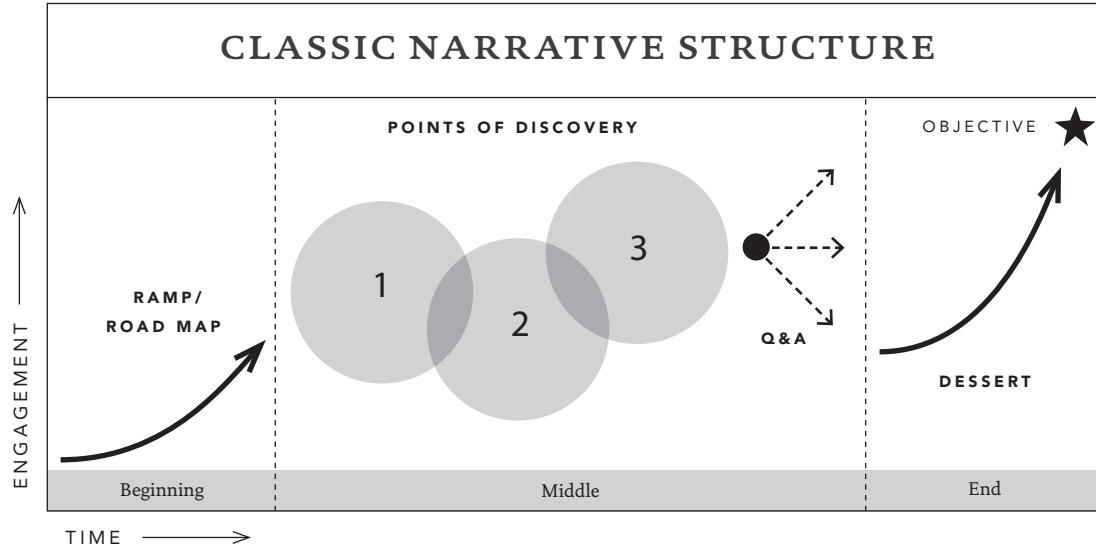 CLASSIC NARRATIVE STRUCTURE
POINTS OF DISCOVERY
OBJECTIVE
1
2
3
RAMP/
ROAD MAP
Q&A
DESSERT
ENGAGEMENT
Beginning
Middle
End
TIME